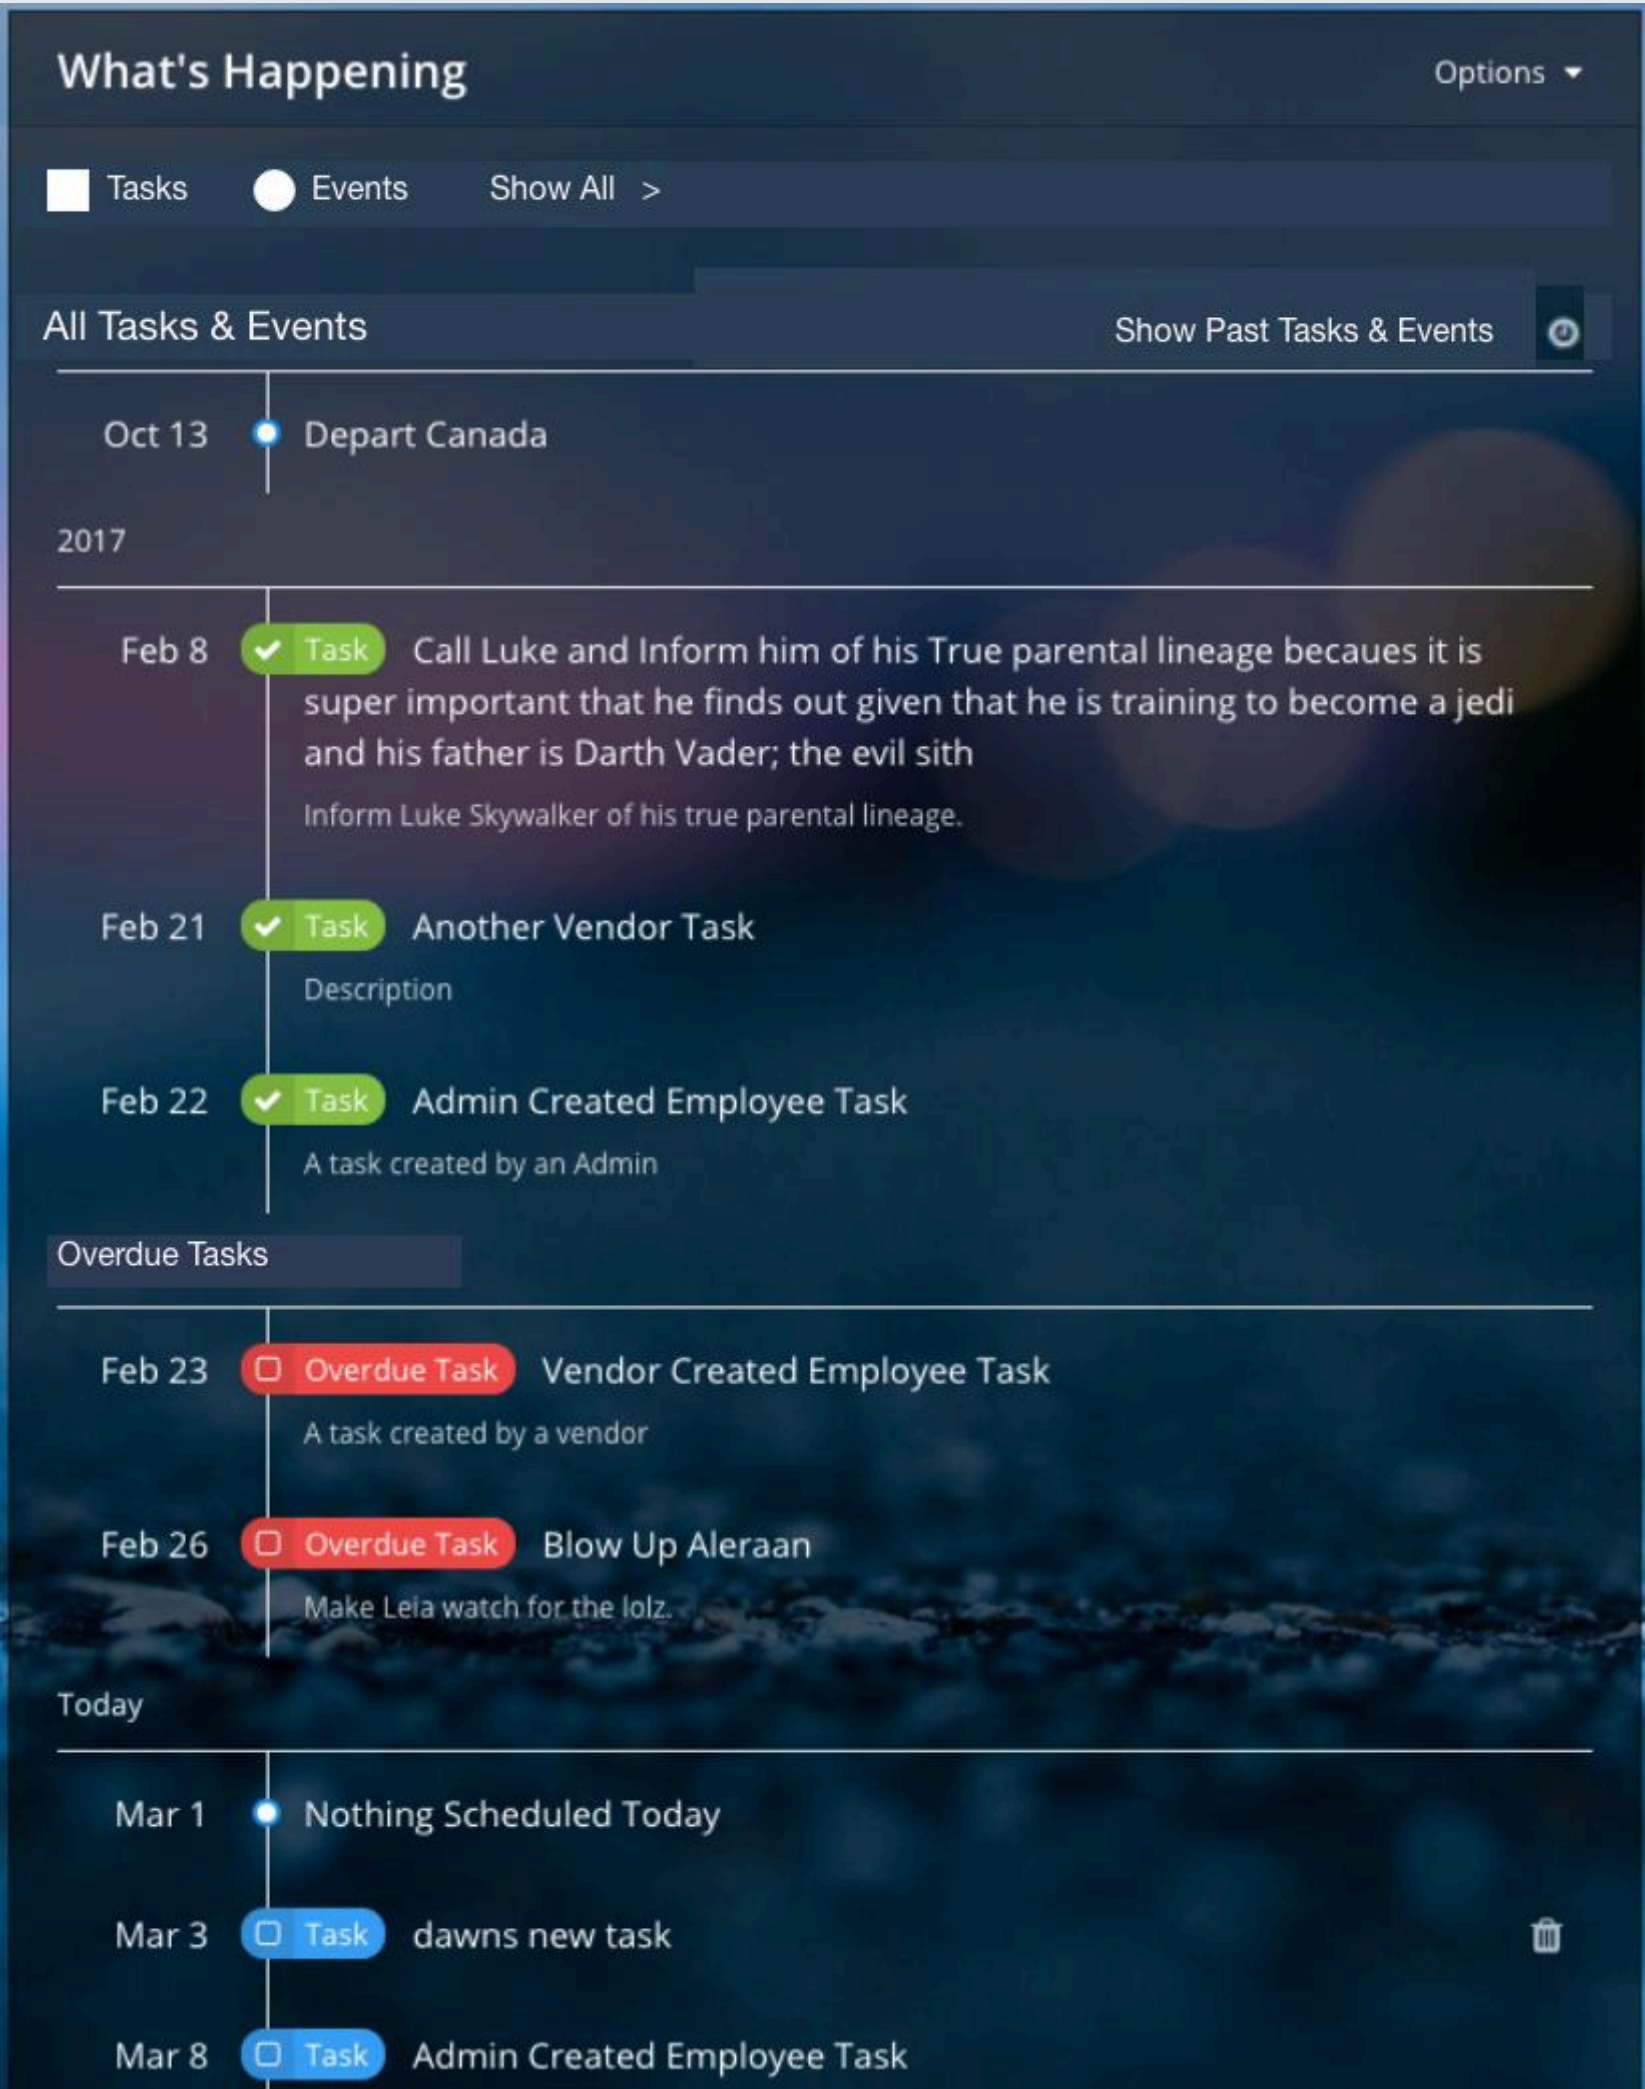 What's Happening
Options
Tasks Events Show All >
All Tasks & Events
Show Past Tasks & Events
Oct 13 Depart Canada
2017
Feb 8 Task Call Luke and Inform him of his True parental lineage becaues it is
super important that he finds out given that he is training to become a jedi
and his father is Darth Vader; the evil sith
Inform Luke Skywalker of his true parental lineage.
Feb 21 Task Another Vendor Task
Description
Feb 22 Task Admin Created Employee Task
A task created by an Admin
Overdue Tasks
Feb 23 Overdue Task Vendor Created Employee Task
A task created by a vendor
Feb 26 Overdue Task Blow Up Aleraan
Make Leia watch for the lolz.
Today
Mar 1 Nothing Scheduled Today
Mar 3 Task dawns new task
Mar 8 Task Admin Created Employee Task